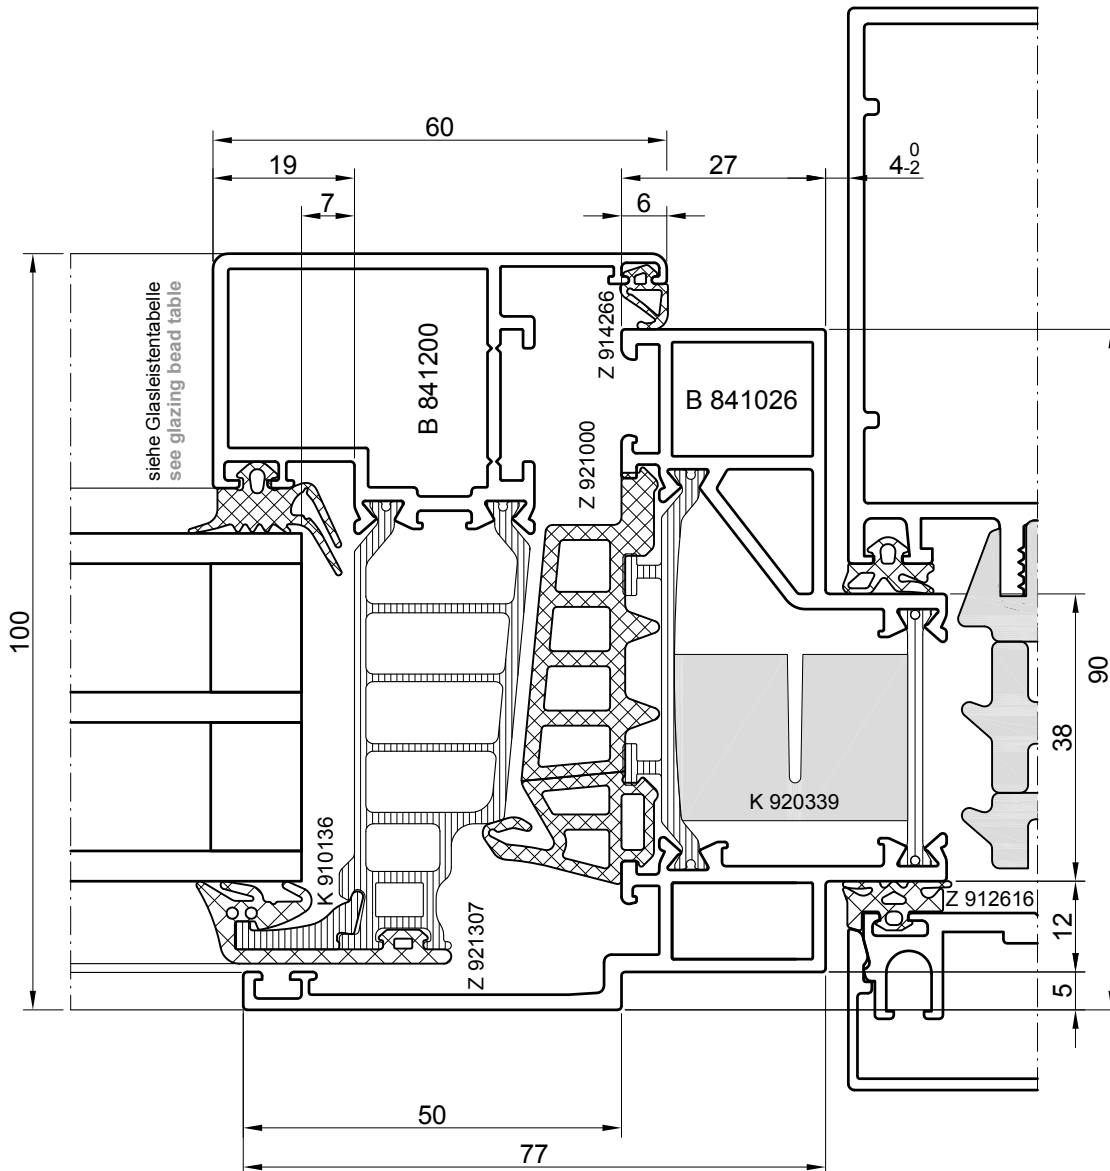 60
19
27
4 0 -2
7
6
siehe Glasleistentabelle
see glazing bead table
B 841200
Z 914266
B 841026
Z 921000
100
90
38
K 920339
K 910136
Z 912616
Z 921307
12
5
50
77